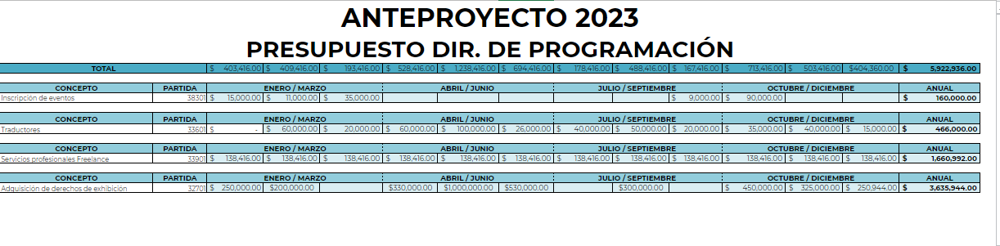 ANTEPROYECTO 2023
PRESUPUESTO DIR. DE PROGRAMACIÓN
TOTAL $ 403,416.00 $ 409,416.00 $ 193,416.00 $ 528,416.00 $ 1,238,416.00 $ 694,416.00 $ 178,416.00 $ 488,416.00 $ 167,416.00 $ 713,416.00 $ 503,416.00 $404,360.00 $ 5,922,936.00
CONCEPTO PARTIDA ENERO / MARZO ABRIL / JUNIO JULIO / SEPTIEMBRE OCTUBRE / DICIEMBRE ANUAL
Inscripción de eventos 38301 $ 15,000.00 $ 11,000.00 $ 35,000.00 $ 9,000.00 $ 90,000.00 $ 160,000.00
CONCEPTO PARTIDA ENERO / MARZO ABRIL / JUNIO JULIO / SEPTIEMBRE OCTUBRE / DICIEMBRE ANUAL
Traductores 33601 $ - $ 60,000.00 $ 20,000.00 $ 60,000.00 $ 100,000.00 $ 26,000.00 $ 40,000.00 $ 50,000.00 $ 20,000.00 $ 35,000.00 $ 40,000.00 $ 15,000.00 $ 466,000.00
CONCEPTO PARTIDA ENERO / MARZO ABRIL / JUNIO JULIO / SEPTIEMBRE OCTUBRE / DICIEMBRE ANUAL
Servicios profesionales Freelance 33901 $ 138,416.00 $ 138,416.00 $ 138,416.00 $ 138,416.00 $ 138,416.00 $ 138,416.00 $ 138,416.00 $ 138,416.00 $ 138,416.00 $ 138,416.00 $ 138,416.00 $ 138,416.00 $ 1,660,992.00
CONCEPTO PARTIDA ENERO / MARZO ABRIL / JUNIO JULIO / SEPTIEMBRE OCTUBRE / DICIEMBRE ANUAL
Adquisición de derechos de exhibición 32701 $ 250,000.00 $200,000.00 $330,000.00 $1,000,000.00 $530,000.00 $300,000.00 $ 450,000.00 $ 325,000.00 $ 250,944.00 $ 3,635,944.00